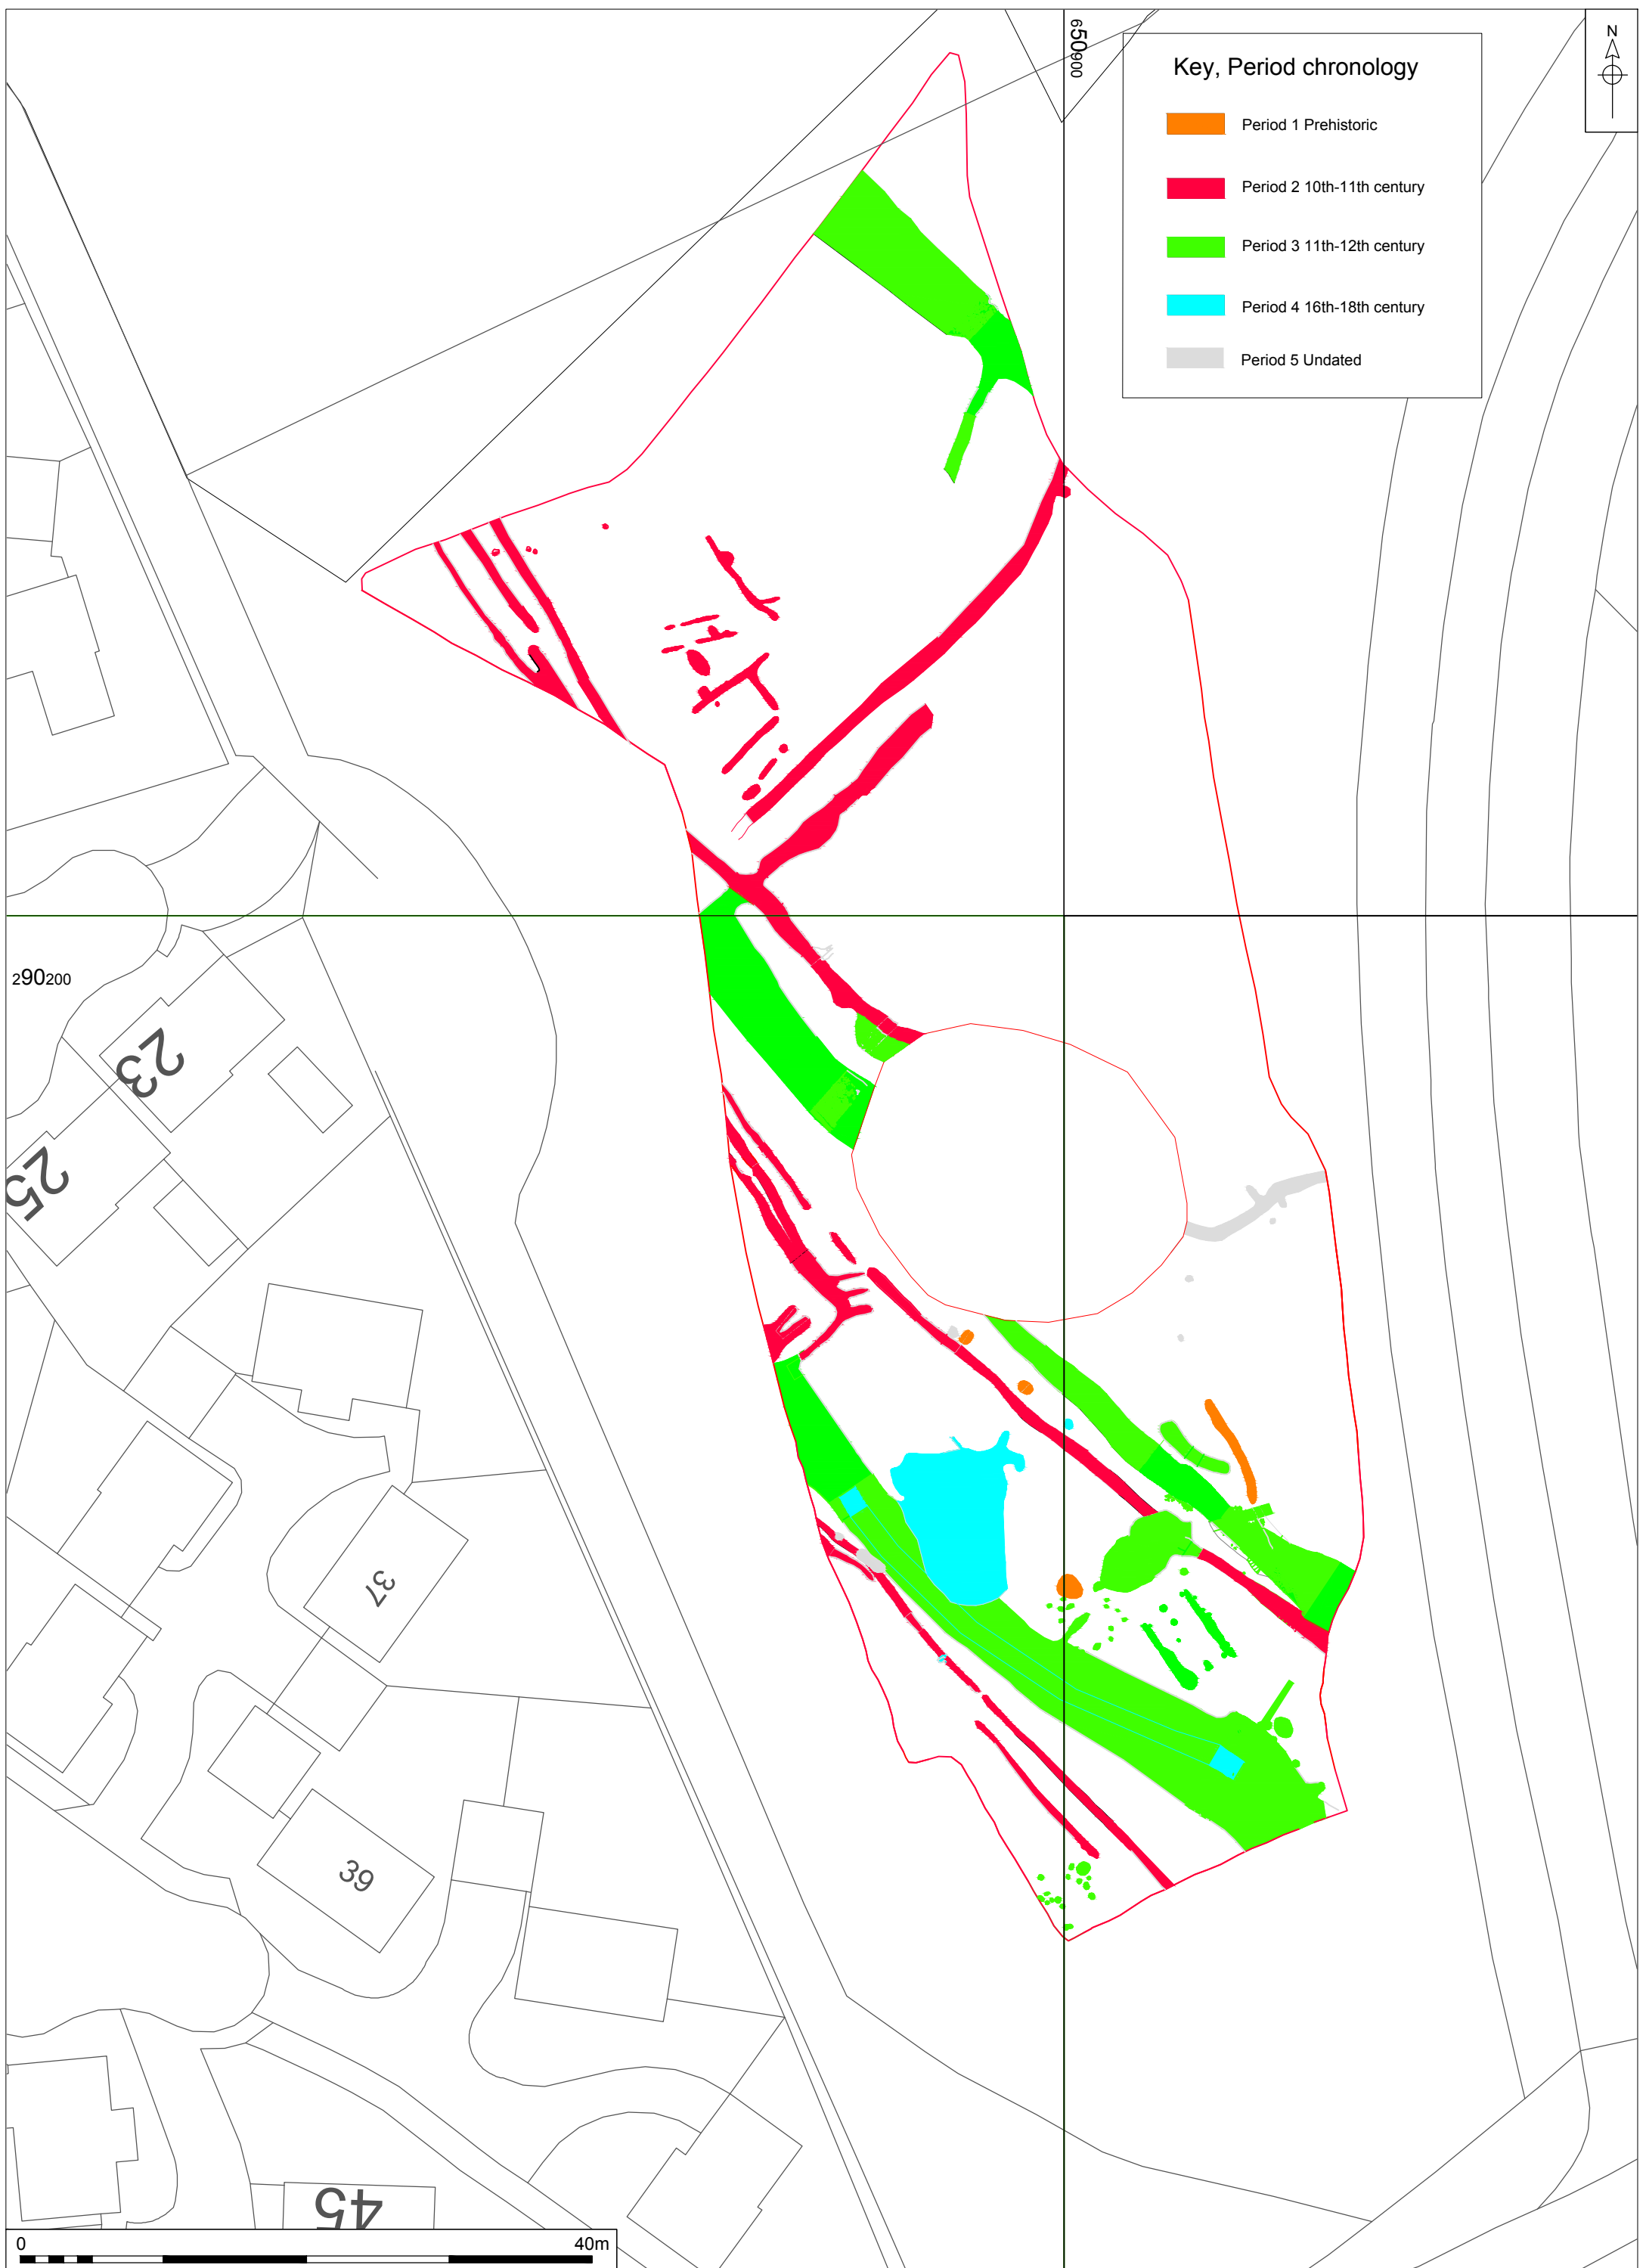 N
650900
Key, Period chronology
Period 1 Prehistoric
Period 2 10th-11th century
Period 3 11th-12th century
Period 4 16th-18th century
Period 5 Undated
290200
23
25
37
39
45
0 40m